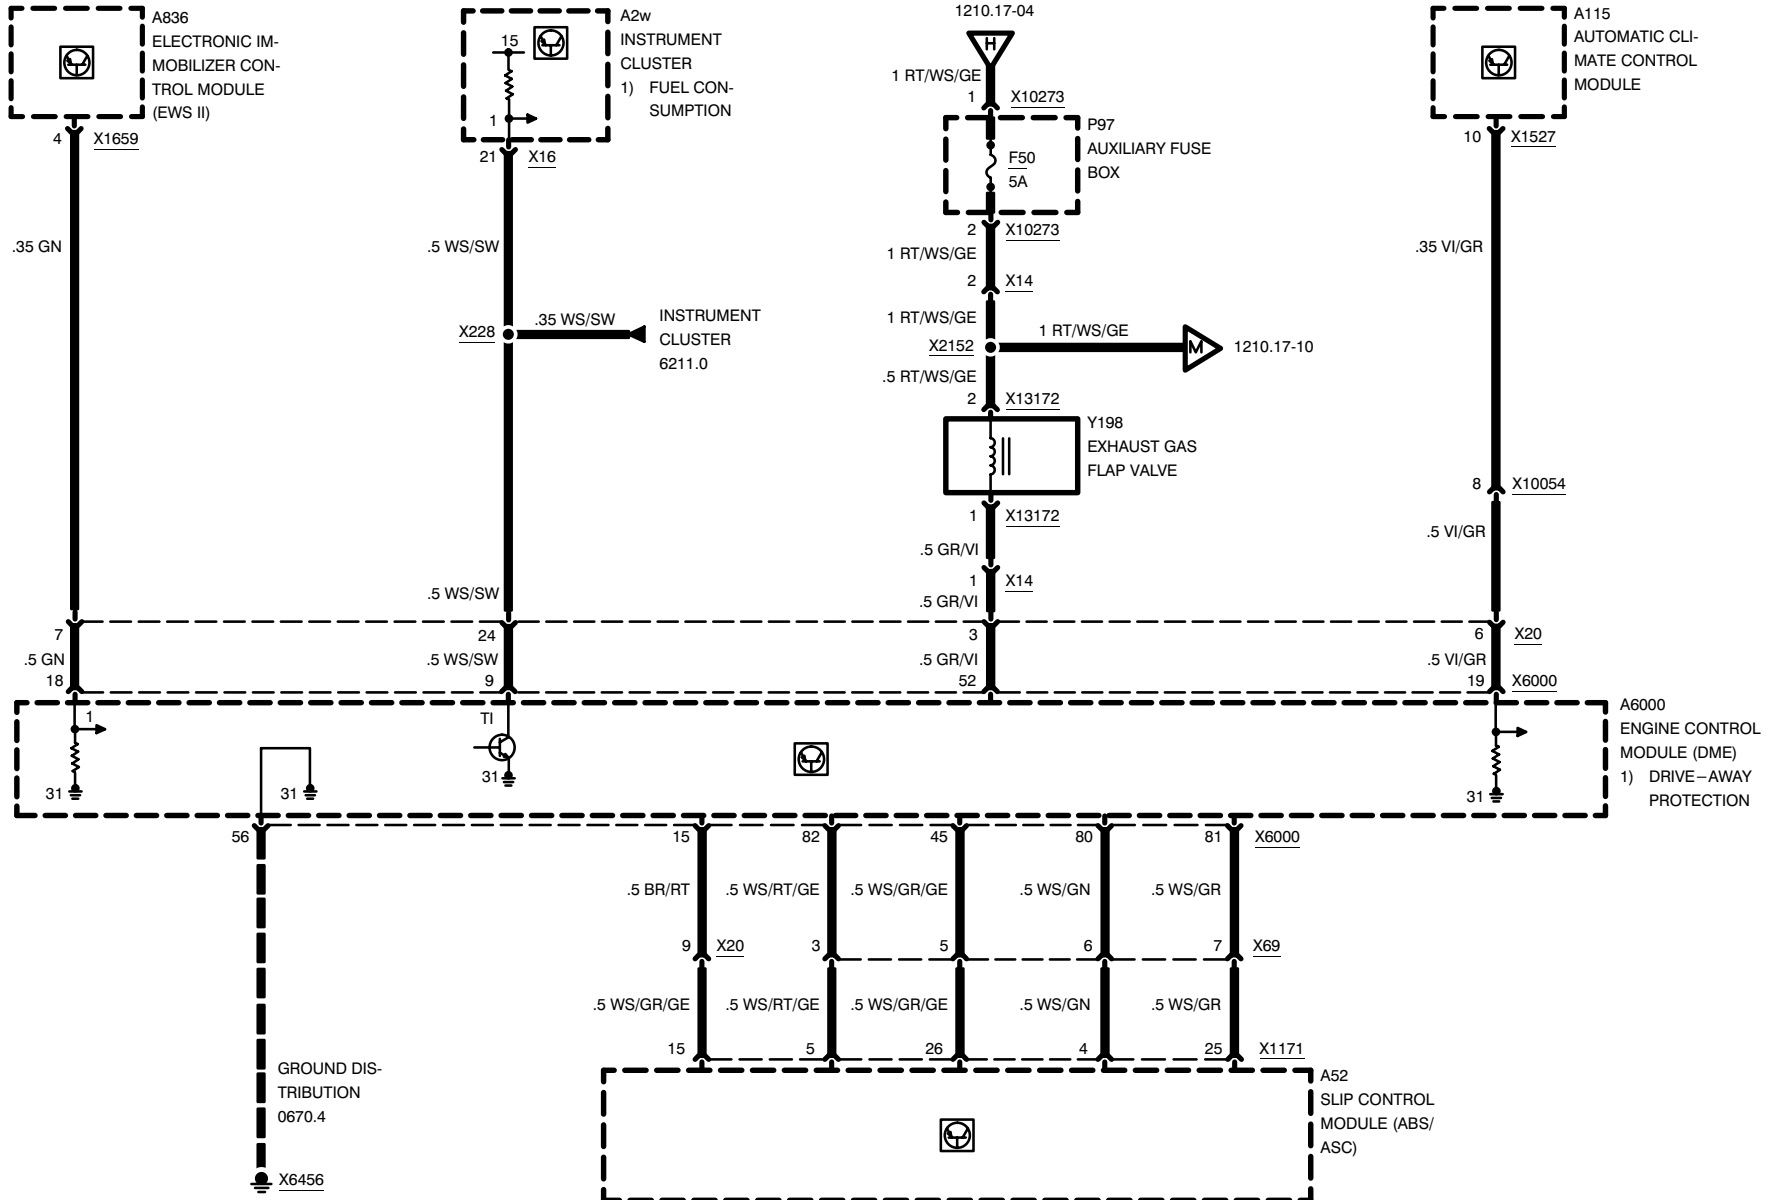 A836
ELECTRONIC IM-
MOBILIZER CON-
TROL MODULE
(EWS II)
4 X1659
.35 GN
7
.5 GN
18
15
1
A2w
INSTRUMENT
CLUSTER
1) FUEL CON-
SUMPTION
21 X16
.5 WS/SW
X228
.35 WS/SW
INSTRUMENT
CLUSTER
6211.0
.5 WS/SW
24
.5 WS/SW
9
1210.17-04
H
1 RT/WS/GE
1 X10273
P97
AUXILIARY FUSE
BOX
F50
5A
2 X10273
1 RT/WS/GE
2 X14
1 RT/WS/GE
X2152
1 RT/WS/GE
M
1210.17-10
.5 RT/WS/GE
2 X13172
Y198
EXHAUST GAS
FLAP VALVE
1 X13172
.5 GR/VI
1 X14
.5 GR/VI
3
.5 GR/VI
52
A115
AUTOMATIC CLI-
MATE CONTROL
MODULE
10 X1527
.35 VI/GR
8 X10054
.5 VI/GR
6 X20
.5 VI/GR
19 X6000
1
31
31
TI
31
31
A6000
ENGINE CONTROL
MODULE (DME)
1) DRIVE–AWAY
PROTECTION
56 15 82 45 80 81 X6000
.5 BR/RT .5 WS/RT/GE .5 WS/GR/GE .5 WS/GN .5 WS/GR
9 X20 3 5 6 7 X69
.5 WS/GR/GE .5 WS/RT/GE .5 WS/GR/GE .5 WS/GN .5 WS/GR
15 5 26 4 25 X1171
GROUND DIS-
TRIBUTION
0670.4
X6456
A52
SLIP CONTROL
MODULE (ABS/
ASC)